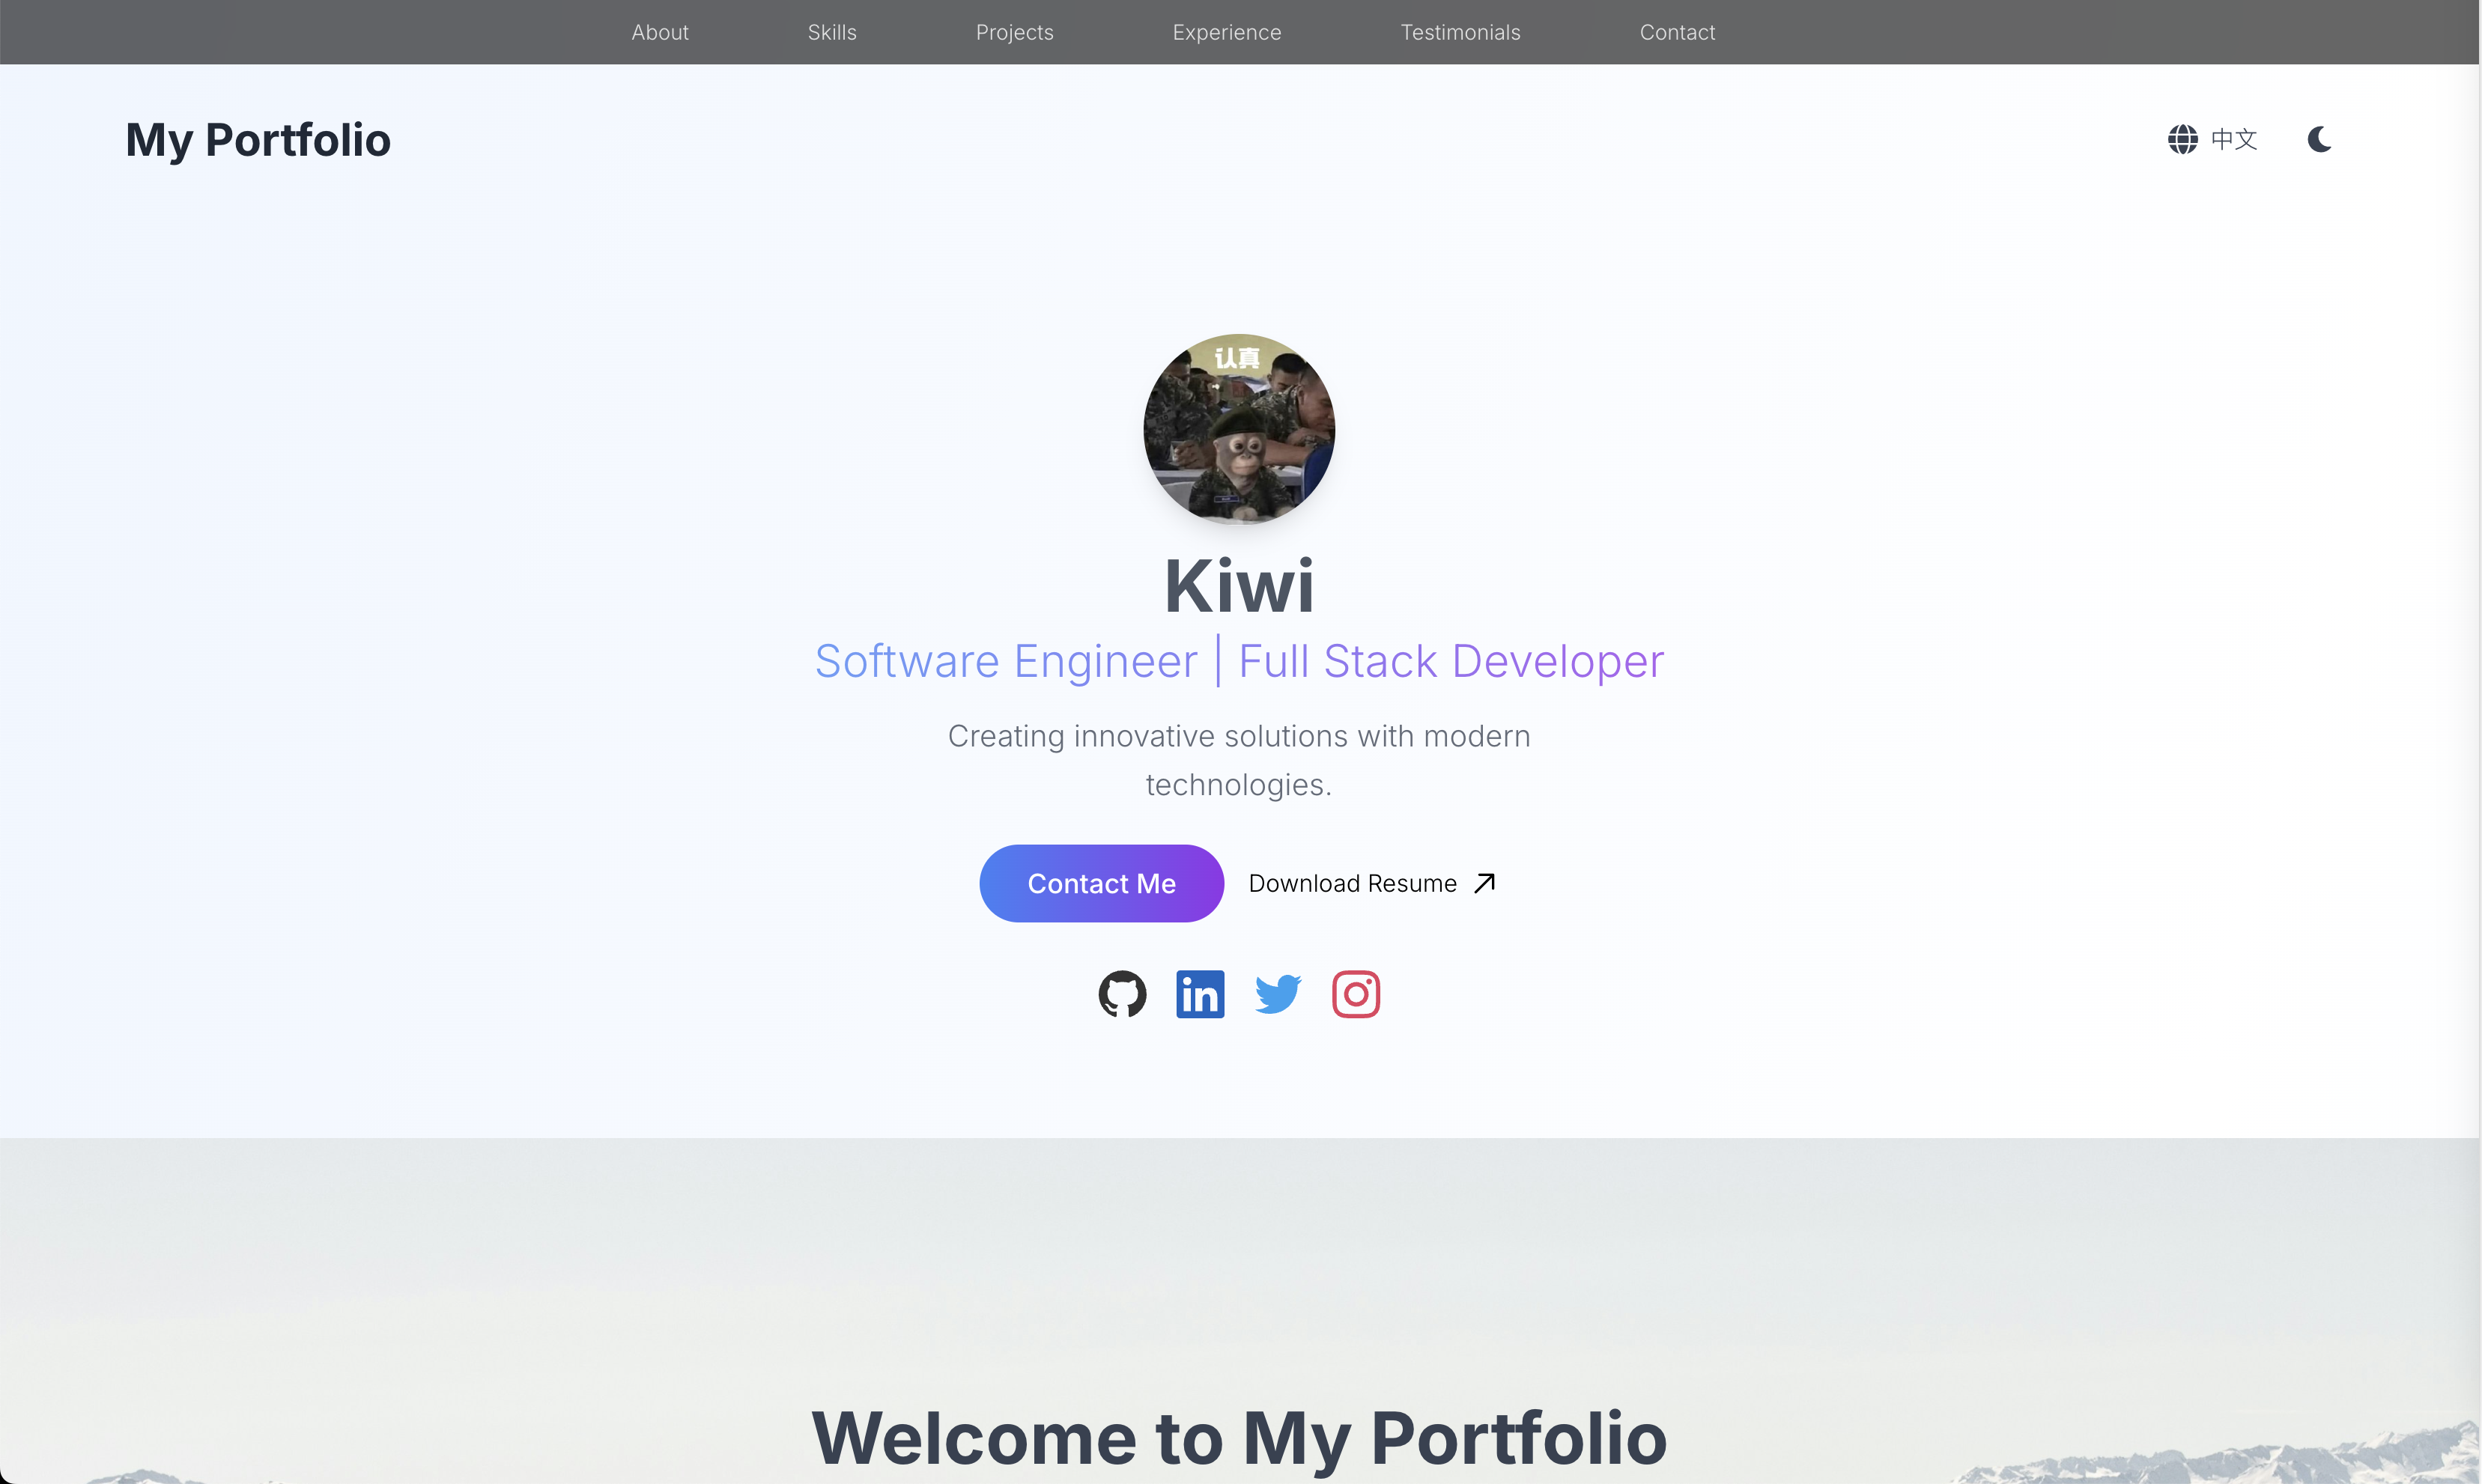 About Skills Projects Experience Testimonials Contact
My Portfolio
中文
认真
Kiwi
Software Engineer | Full Stack Developer
Creating innovative solutions with modern
technologies.
Contact Me
Download Resume
in
Welcome to My Portfolio